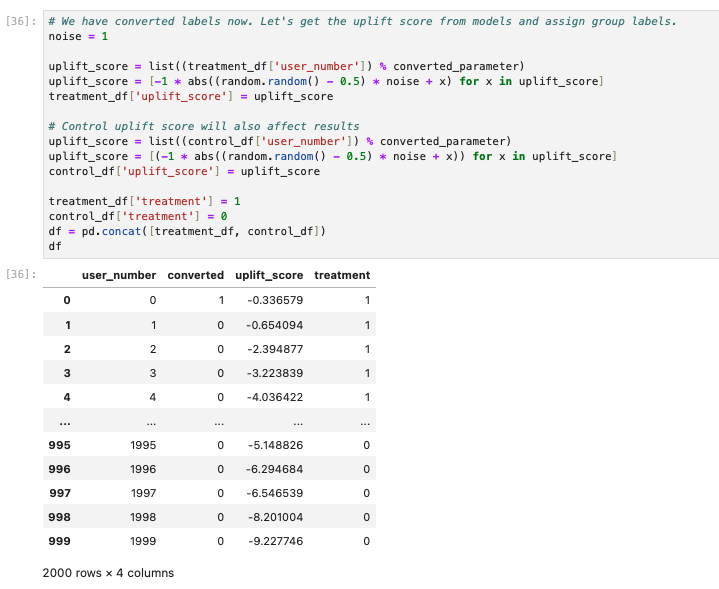 [36]: # We have converted labels now. Let's get the uplift score from models and assign group labels.
noise = 1
uplift_score = list((treatment_df['user_number']) % converted_parameter)
uplift_score = [-1 * abs((random.random() - 0.5) * noise + x) for x in uplift_score]
treatment_df['uplift_score'] = uplift_score
# Control uplift score will also affect results
uplift_score = list((control_df['user_number']) % converted_parameter)
uplift_score = [(-1 * abs((random.random() - 0.5) * noise + x)) for x in uplift_score]
control_df['uplift_score'] = uplift_score
treatment_df['treatment'] = 1
control_df['treatment'] = 0
df = pd.concat([treatment_df, control_df])
df
[36]: user_number converted uplift_score treatment
0 0 1 -0.336579 1
1 1 0 -0.654094 1
2 2 0 -2.394877 1
3 3 0 -3.223839 1
4 4 0 -4.036422 1
... ... ... ... ...
995 1995 0 -5.148826 0
996 1996 0 -6.294684 0
997 1997 0 -6.546539 0
998 1998 0 -8.201004 0
999 1999 0 -9.227746 0
2000 rows × 4 columns